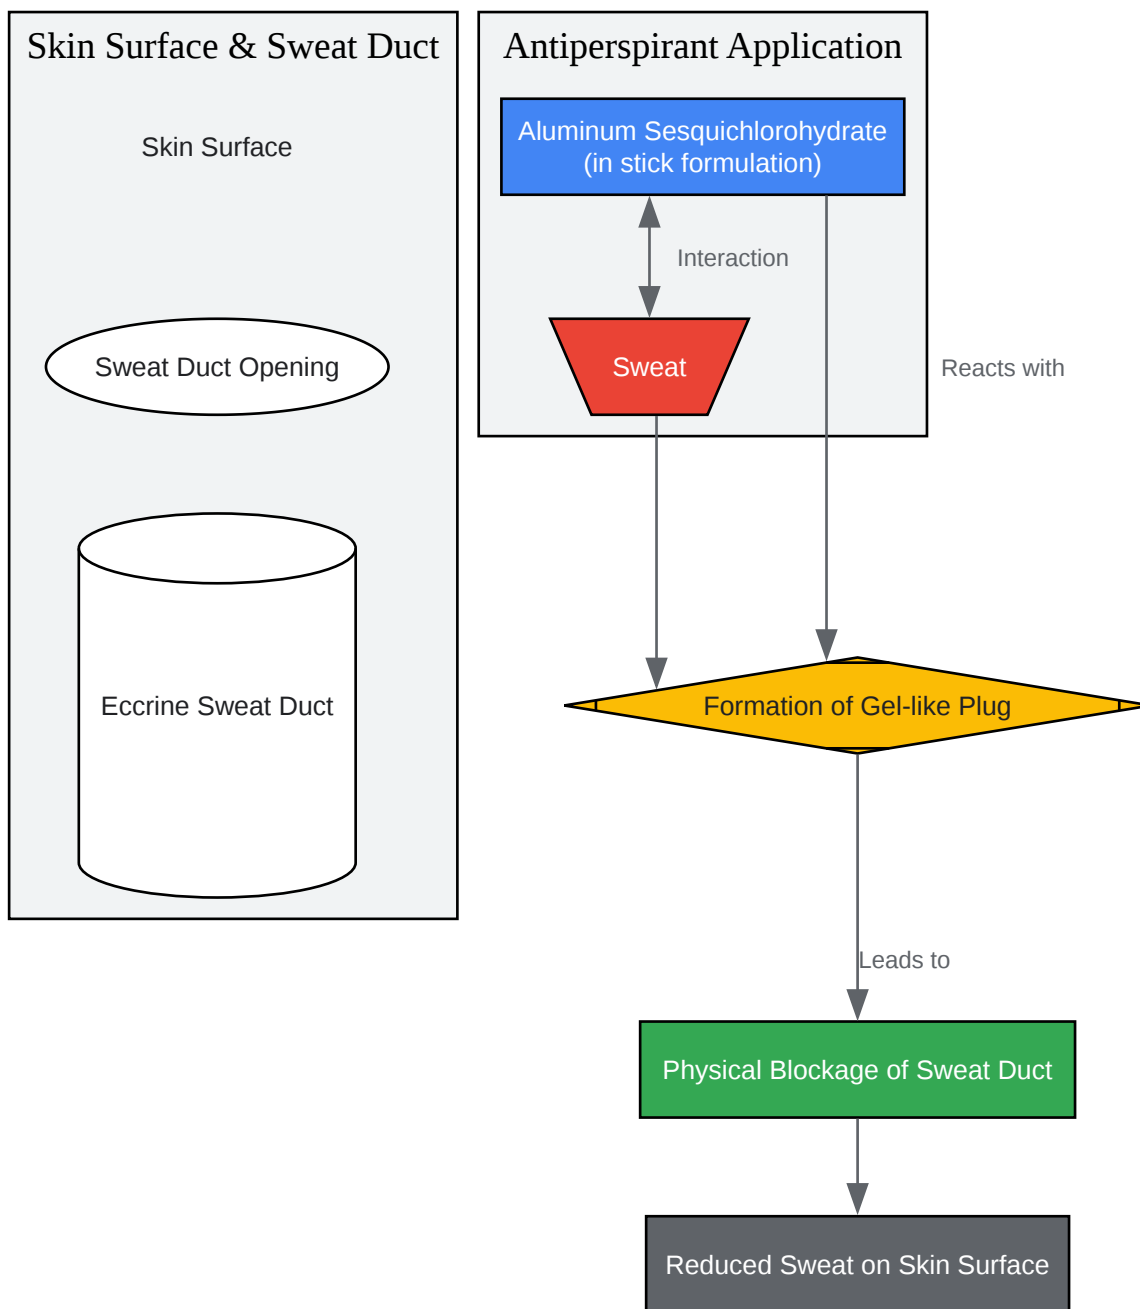 Skin Surface & Sweat Duct
Skin Surface
Sweat Duct Opening
Eccrine Sweat Duct
Antiperspirant Application
Aluminum Sesquichlorohydrate
(in stick formulation)
Interaction
Sweat
Reacts with
Formation of Gel-like Plug
Leads to
Physical Blockage of Sweat Duct
Reduced Sweat on Skin Surface